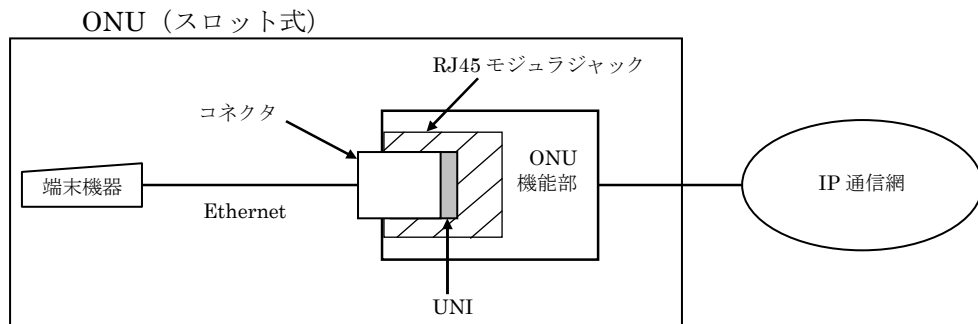 ONU（スロット式）
RJ45 モジュラジャック
コネクタ
ONU
機能部
端末機器
IP 通信網
Ethernet
UNI